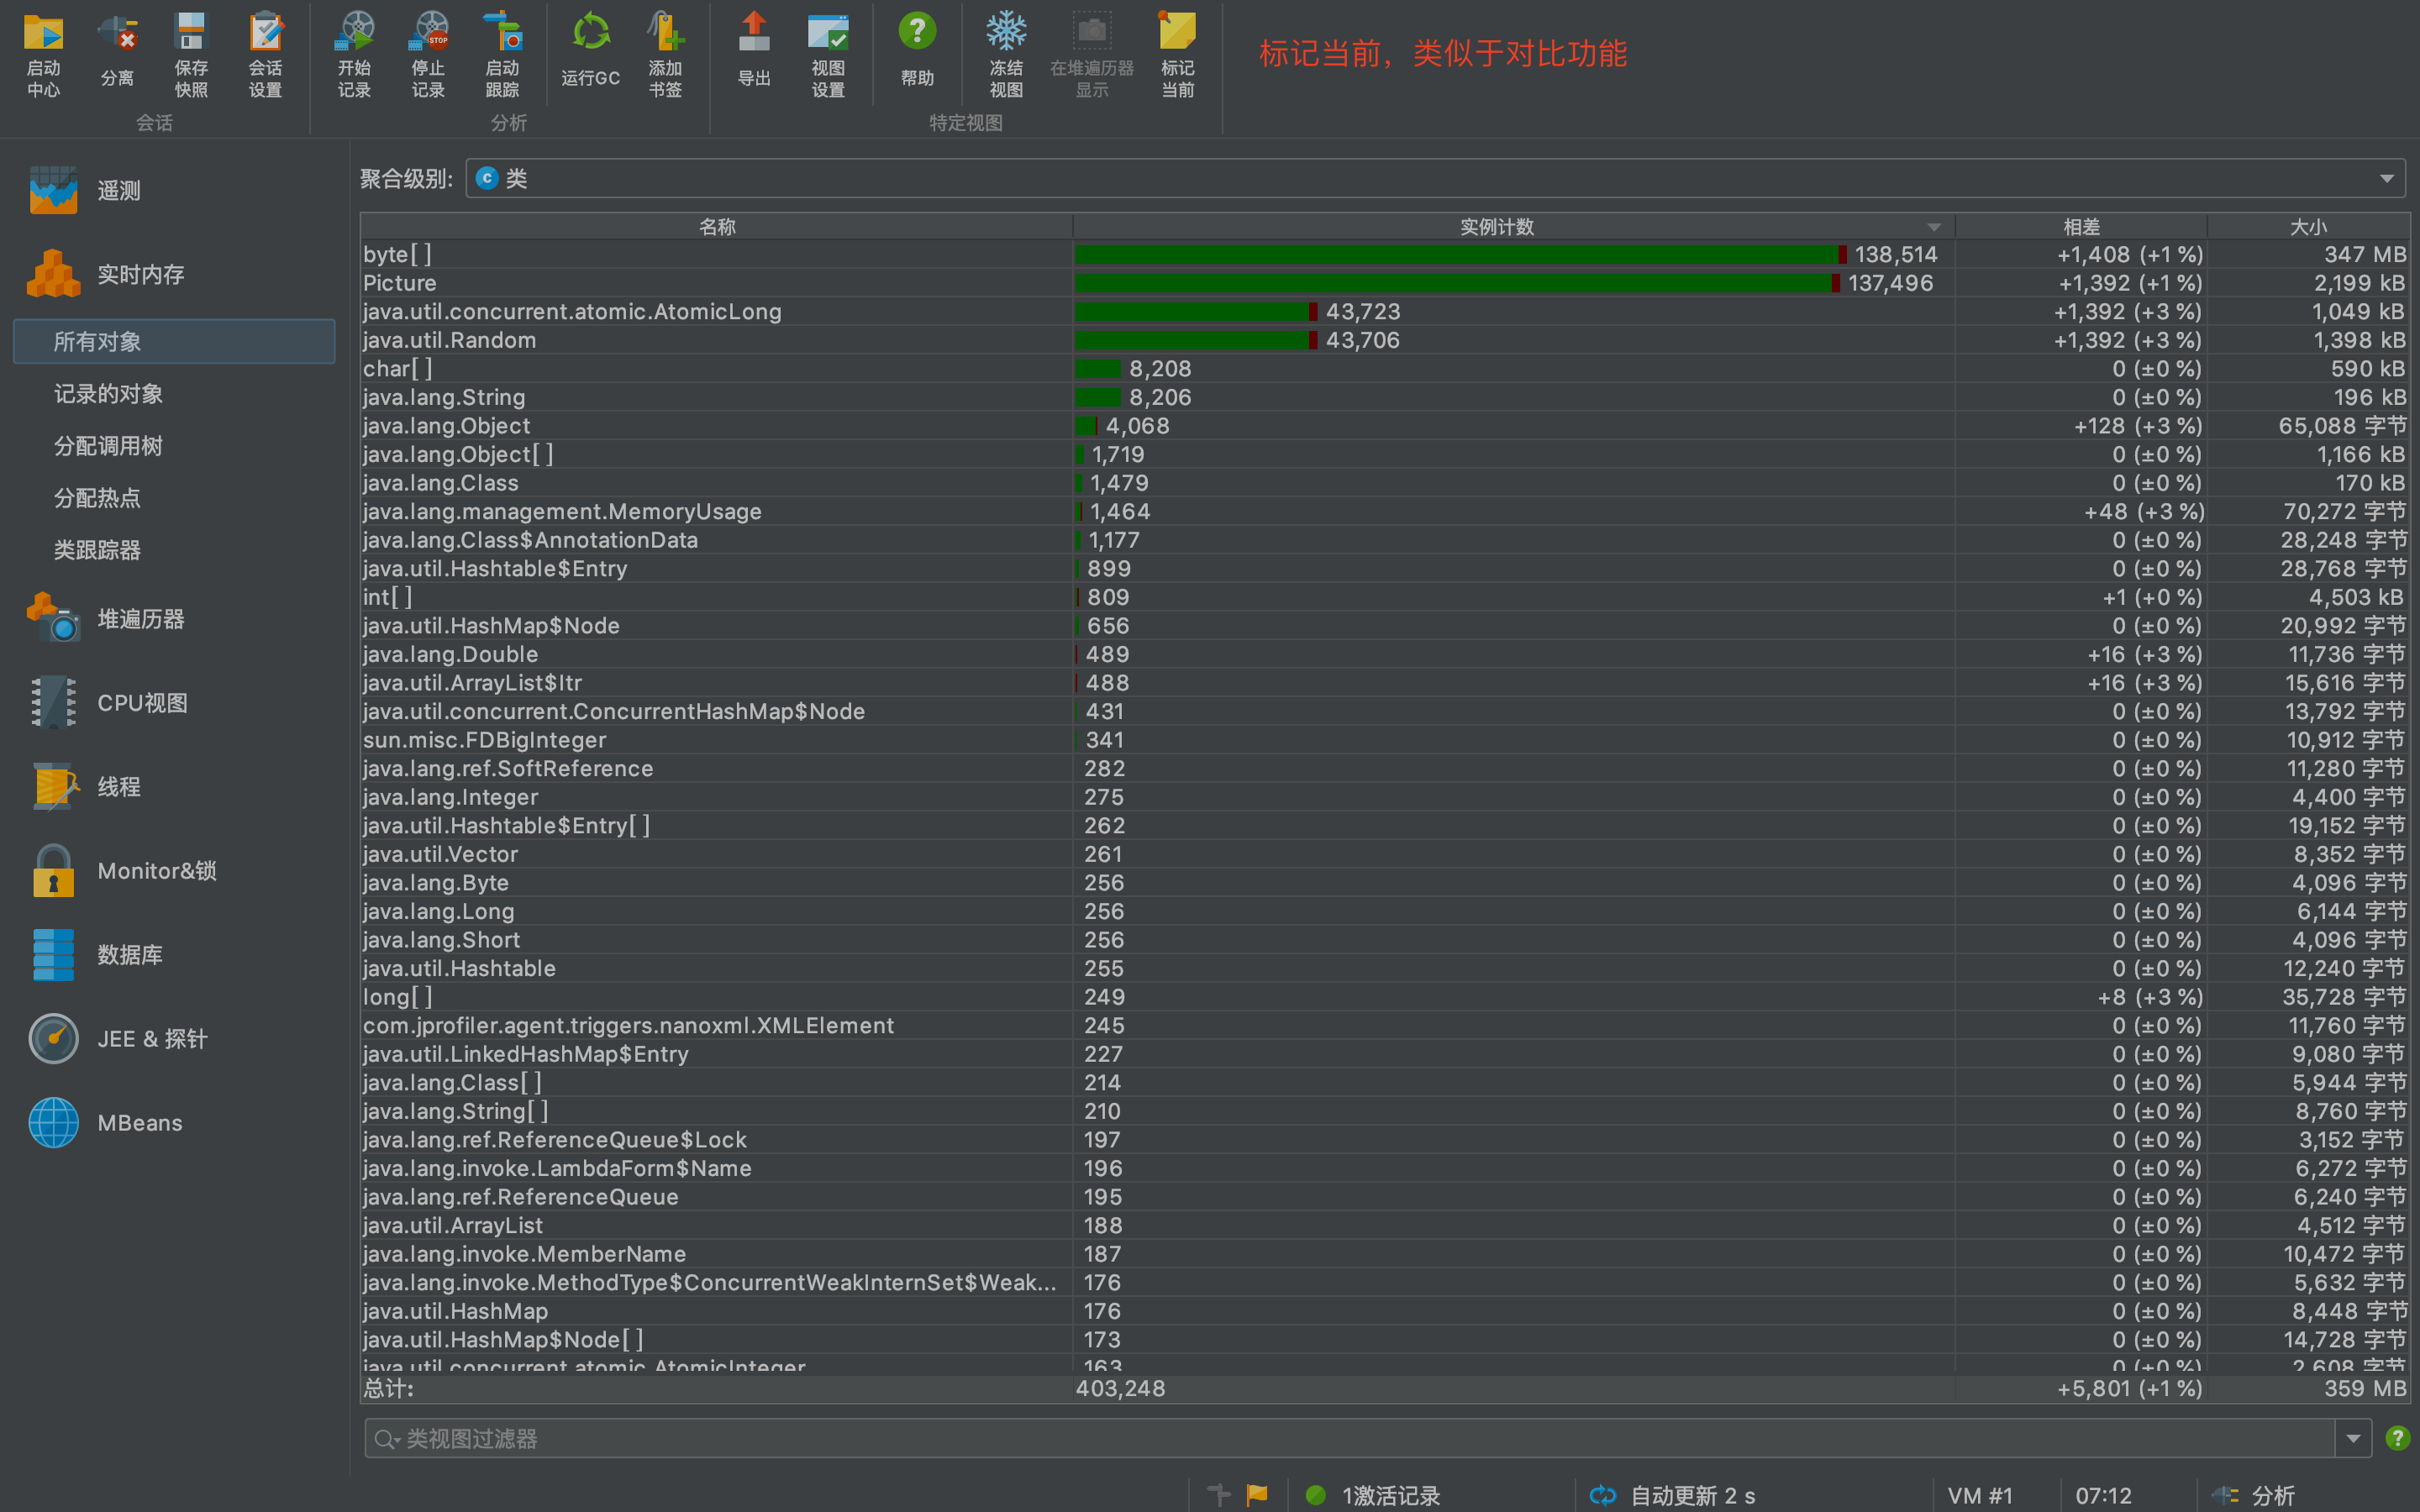 启动中心 分离 保存快照 会话设置 开始记录 停止记录 启动跟踪 运行GC 添加书签 导出 视图设置 帮助 冻结视图 在堆遍历器显示 标记当前
STOP
标记当前，类似于对比功能
会话 分析 特定视图
遥测
实时内存
所有对象
记录的对象
分配调用树
分配热点
类跟踪器
堆遍历器
CPU视图
线程
Monitor&锁
数据库
JEE & 探针
MBeans
聚合级别: C 类
名称 实例计数 相差 大小
byte[ ] 138,514 +1,408 (+1 %) 347 MB
Picture 137,496 +1,392 (+1 %) 2,199 kB
java.util.concurrent.atomic.AtomicLong 43,723 +1,392 (+3 %) 1,049 kB
java.util.Random 43,706 +1,392 (+3 %) 1,398 kB
char[ ] 8,208 0 (±0 %) 590 kB
java.lang.String 8,206 0 (±0 %) 196 kB
java.lang.Object 4,068 +128 (+3 %) 65,088 字节
java.lang.Object[ ] 1,719 0 (±0 %) 1,166 kB
java.lang.Class 1,479 0 (±0 %) 170 kB
java.lang.management.MemoryUsage 1,464 +48 (+3 %) 70,272 字节
java.lang.Class$AnnotationData 1,177 0 (±0 %) 28,248 字节
java.util.Hashtable$Entry 899 0 (±0 %) 28,768 字节
int[ ] 809 +1 (+0 %) 4,503 kB
java.util.HashMap$Node 656 0 (±0 %) 20,992 字节
java.lang.Double 489 +16 (+3 %) 11,736 字节
java.util.ArrayList$Itr 488 +16 (+3 %) 15,616 字节
java.util.concurrent.ConcurrentHashMap$Node 431 0 (±0 %) 13,792 字节
sun.misc.FDBigInteger 341 0 (±0 %) 10,912 字节
java.lang.ref.SoftReference 282 0 (±0 %) 11,280 字节
java.lang.Integer 275 0 (±0 %) 4,400 字节
java.util.Hashtable$Entry[ ] 262 0 (±0 %) 19,152 字节
java.util.Vector 261 0 (±0 %) 8,352 字节
java.lang.Byte 256 0 (±0 %) 4,096 字节
java.lang.Long 256 0 (±0 %) 6,144 字节
java.lang.Short 256 0 (±0 %) 4,096 字节
java.util.Hashtable 255 0 (±0 %) 12,240 字节
long[ ] 249 +8 (+3 %) 35,728 字节
com.jprofiler.agent.triggers.nanoxml.XMLElement 245 0 (±0 %) 11,760 字节
java.util.LinkedHashMap$Entry 227 0 (±0 %) 9,080 字节
java.lang.Class[ ] 214 0 (±0 %) 5,944 字节
java.lang.String[ ] 210 0 (±0 %) 8,760 字节
java.lang.ref.ReferenceQueue$Lock 197 0 (±0 %) 3,152 字节
java.lang.invoke.LambdaForm$Name 196 0 (±0 %) 6,272 字节
java.lang.ref.ReferenceQueue 195 0 (±0 %) 6,240 字节
java.util.ArrayList 188 0 (±0 %) 4,512 字节
java.lang.invoke.MemberName 187 0 (±0 %) 10,472 字节
java.lang.invoke.MethodType$ConcurrentWeakInternSet$Weak... 176 0 (±0 %) 5,632 字节
java.util.HashMap 176 0 (±0 %) 8,448 字节
java.util.HashMap$Node[ ] 173 0 (±0 %) 14,728 字节
java.util.concurrent.atomic.AtomicInteger 163 0 (±0 %) 2,608 字节
总计: 403,248 +5,801 (+1 %) 359 MB
类视图过滤器
1激活记录 自动更新 2 s VM #1 07:12 分析